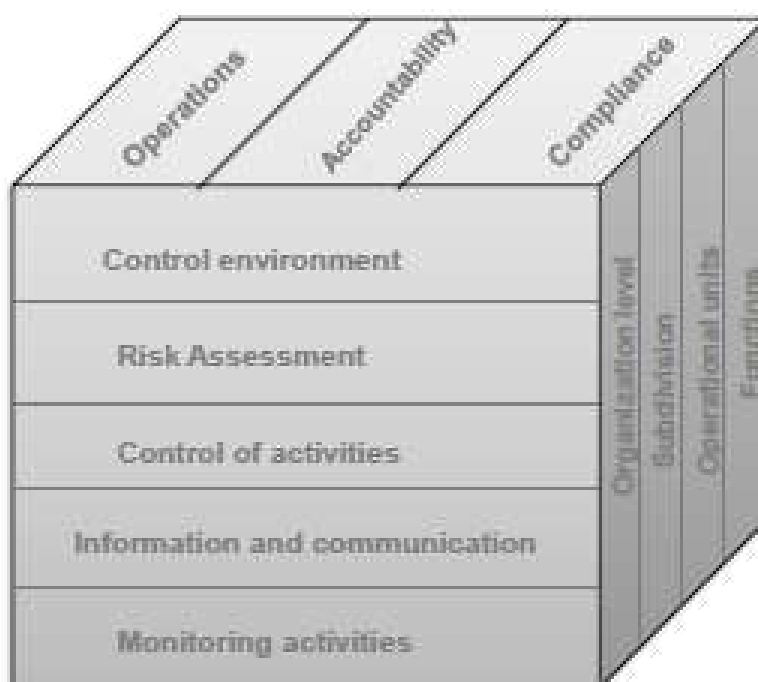 Operations
Accountability
Compliance
Control environment
Risk Assessment
Control of activities
Information and communication
Monitoring activities
Organization level
Subdivision
Operational units
Functions